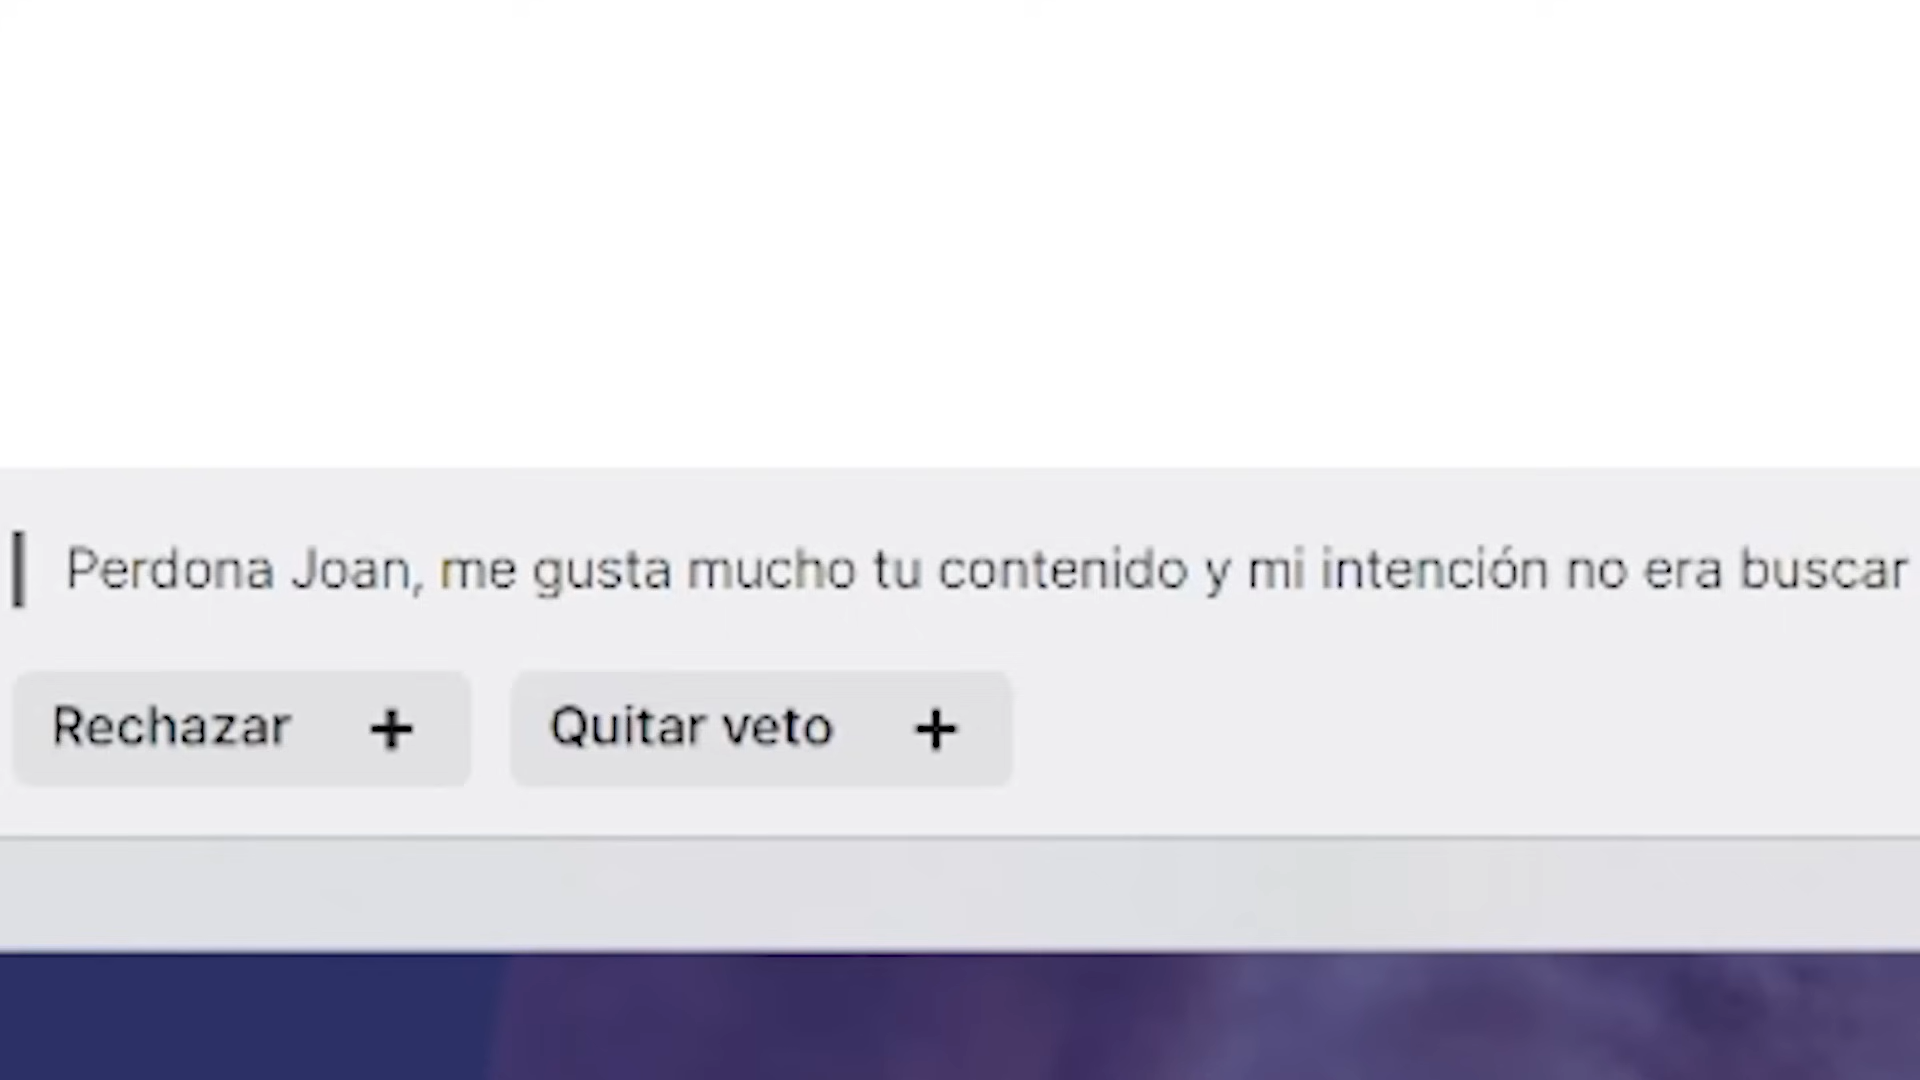 Perdona Joan, me gusta mucho tu contenido y mi intención no era buscar
Rechazar +
Quitar veto +